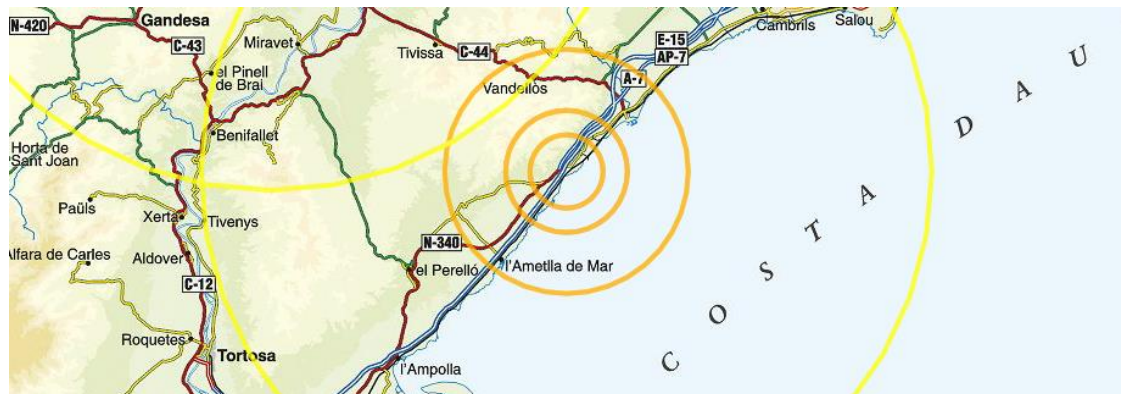 N-420
Gandesa
C-43
Miravet
Tivissa
C-44
E-15
AP-7
A-7
Cambrils
Salou
el Pinell
de Brai
Vandellòs
Benifallet
Horta de
Sant Joan
Paüls
Xerta
Tivenys
Alfara de Carles
Aldover
N-340
el Perelló
l'Ametlla de Mar
C-12
Roquetes
Tortosa
l'Ampolla
COSTA DAU